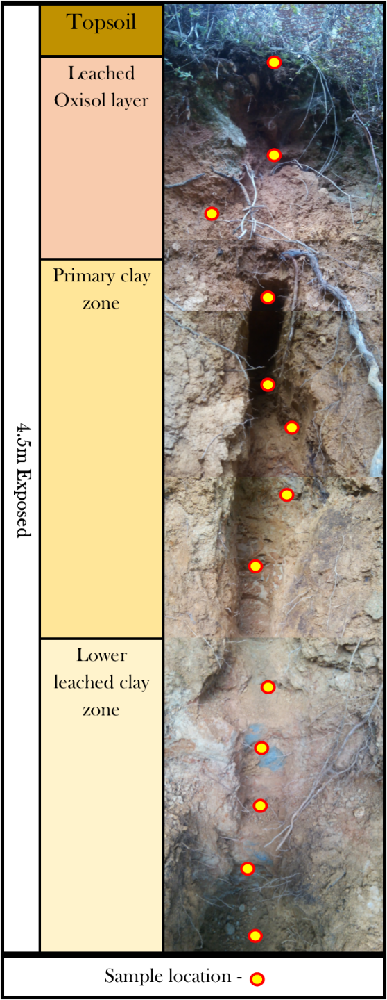 Topsoil
Leached
Oxisol layer
Primary clay
zone
Lower
leached clay
zone
4.5m Exposed
Sample location -